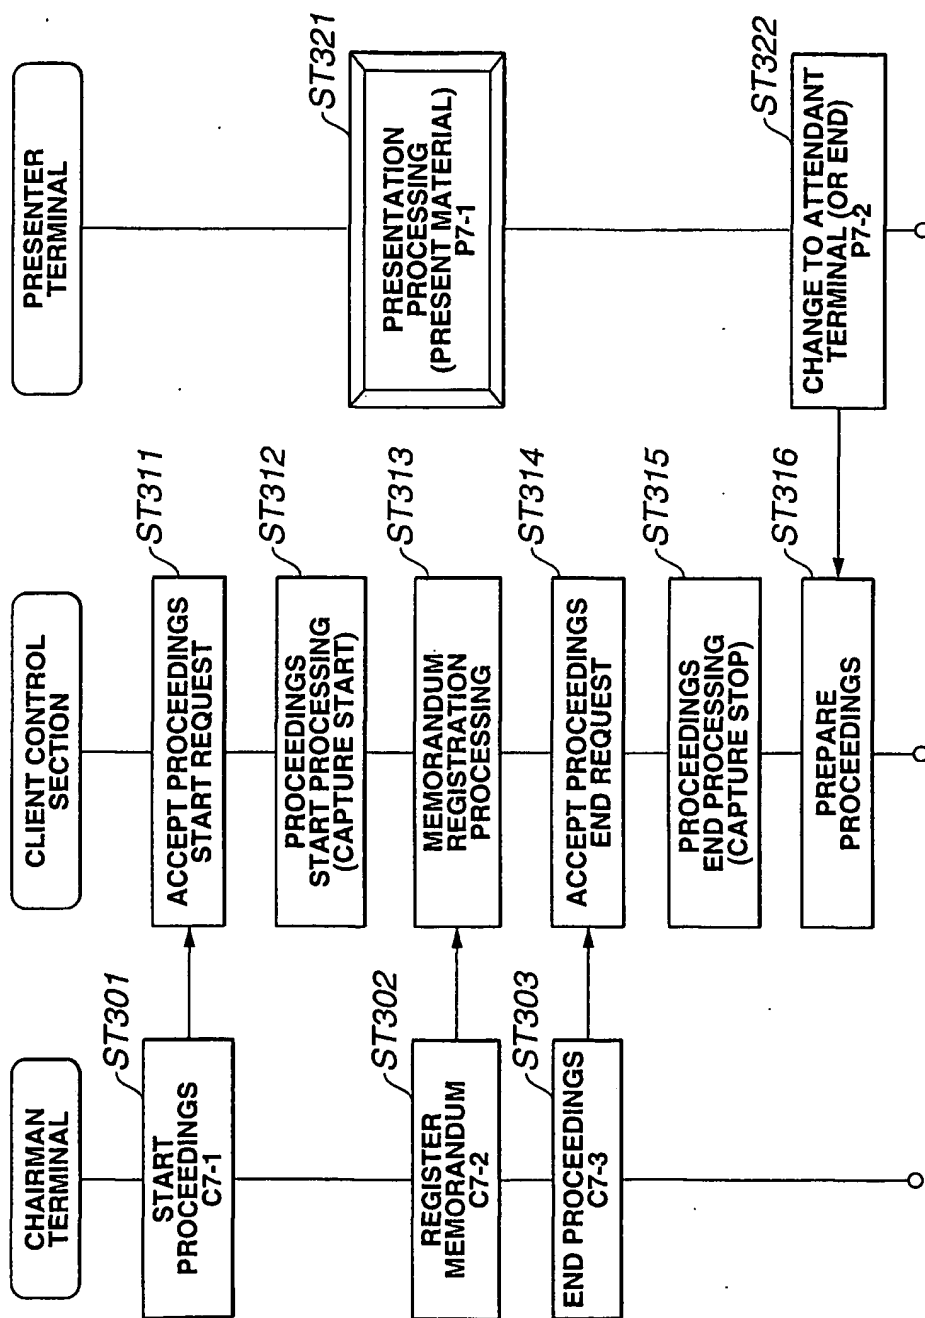 CHAIRMAN
TERMINAL
START
PROCEEDINGS
C7-1
ST301
REGISTER
MEMORANDUM
C7-2
ST302
END PROCEEDINGS
C7-3
ST303
CLIENT CONTROL
SECTION
ACCEPT PROCEEDINGS
START REQUEST
ST311
PROCEEDINGS
START PROCESSING
(CAPTURE START)
ST312
MEMORANDUM
REGISTRATION
PROCESSING
ST313
ACCEPT PROCEEDINGS
END REQUEST
ST314
PROCEEDINGS
END PROCESSING
(CAPTURE STOP)
ST315
PREPARE
PROCEEDINGS
ST316
PRESENTER
TERMINAL
PRESENTATION
PROCESSING
(PRESENT MATERIAL)
P7-1
ST321
CHANGE TO ATTENDANT
TERMINAL (OR END)
P7-2
ST322